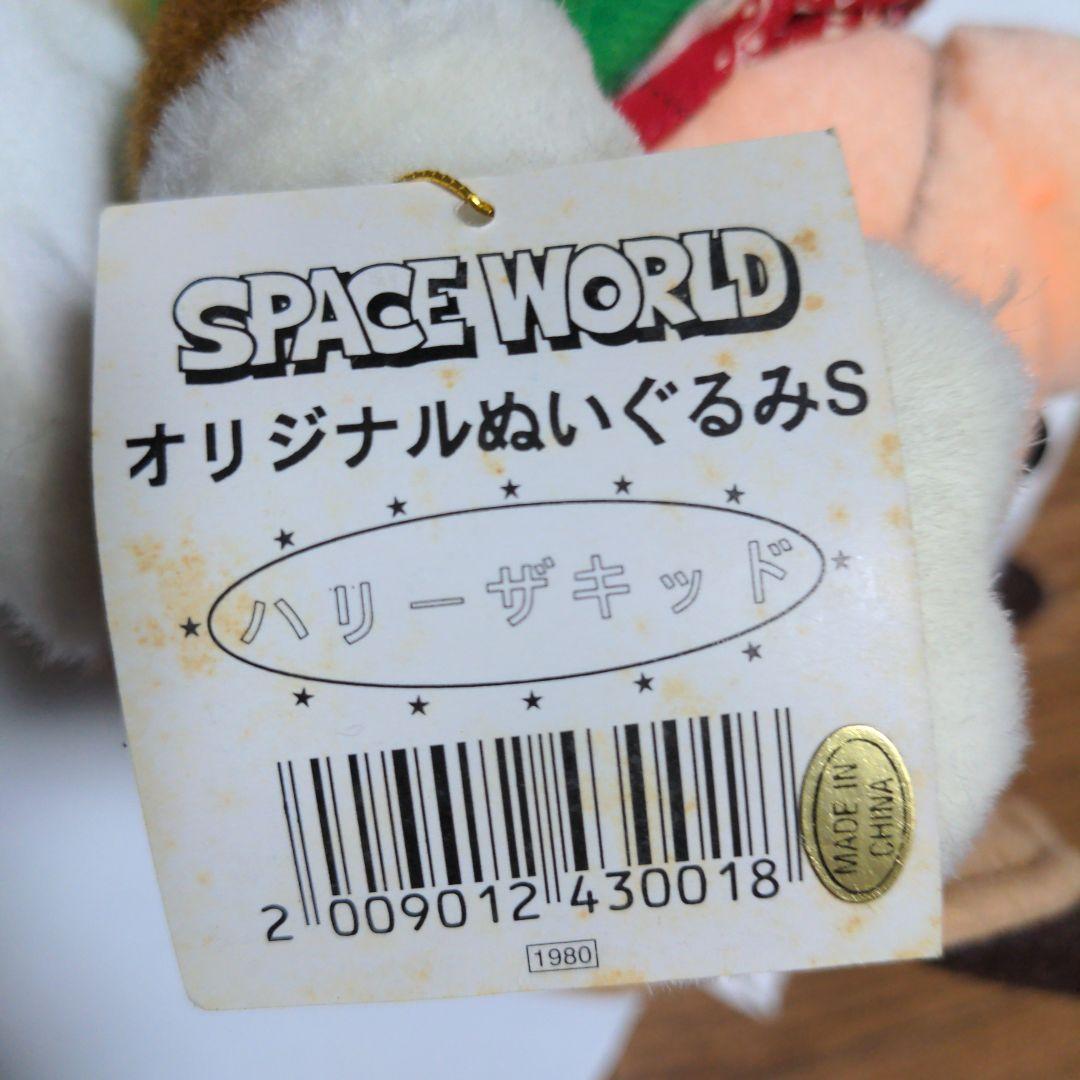 SPACE WORLD
オリジナルぬいぐるみS
ハリーザキッド
MADE IN
CHINA
2 009012 430018
1980